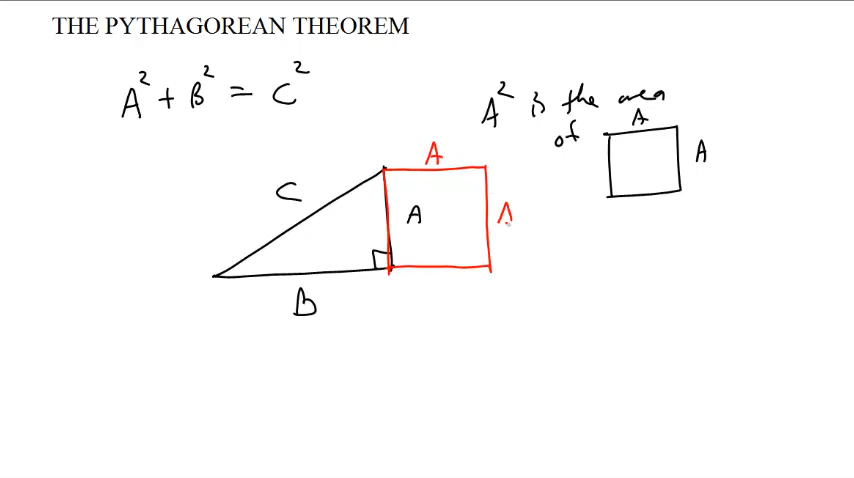 THE PYTHAGOREAN THEOREM
A² + B² = C²
A² is the area
of
A
A
A
C
A
A
B